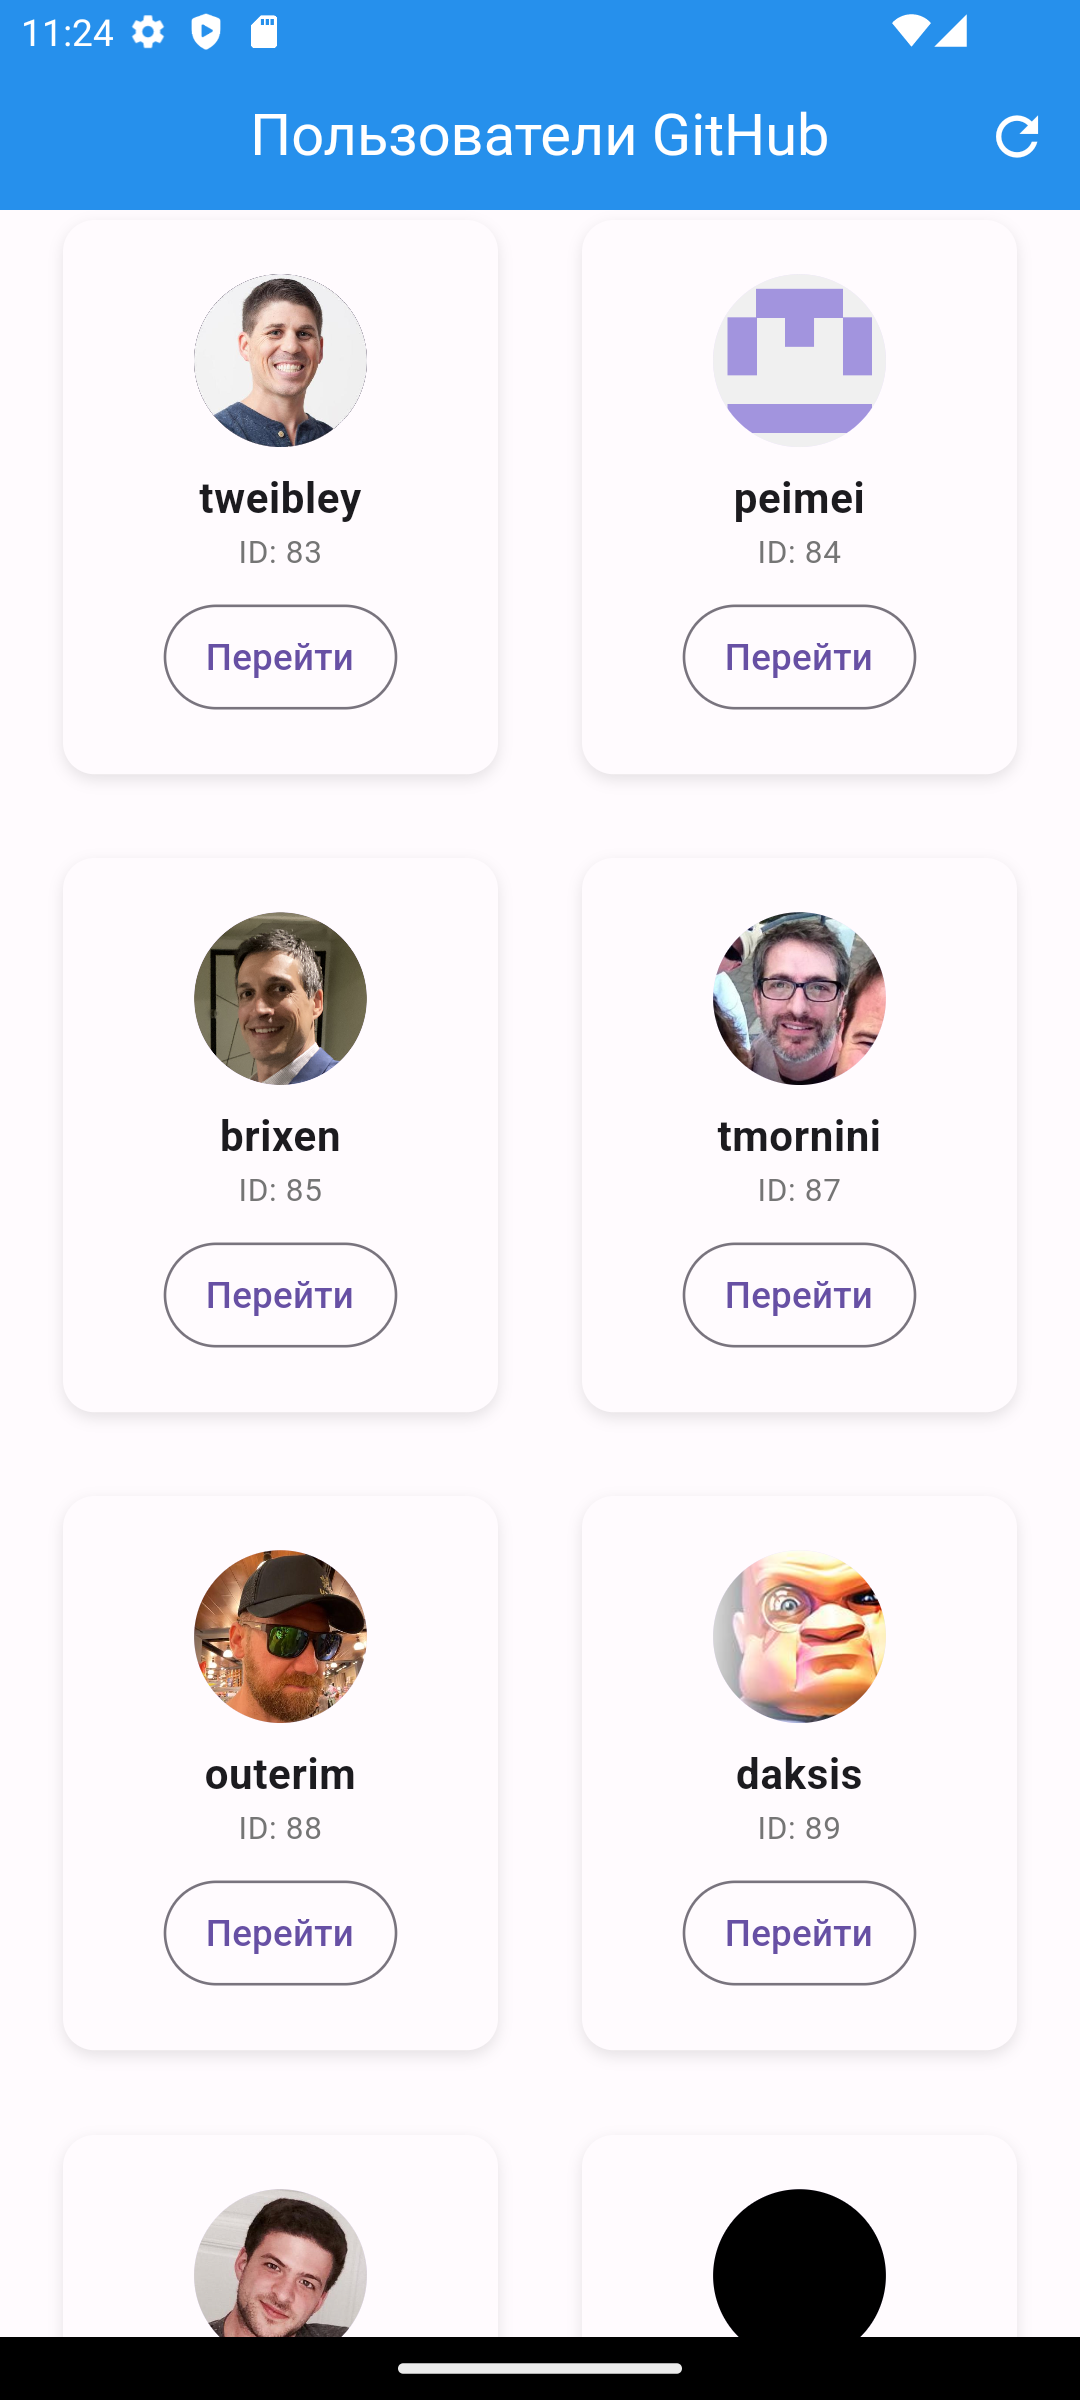 11:24
Пользователи GitHub
tweibley
ID: 83
Перейти
peimei
ID: 84
Перейти
brixen
ID: 85
Перейти
tmornini
ID: 87
Перейти
outerim
ID: 88
Перейти
daksis
ID: 89
Перейти